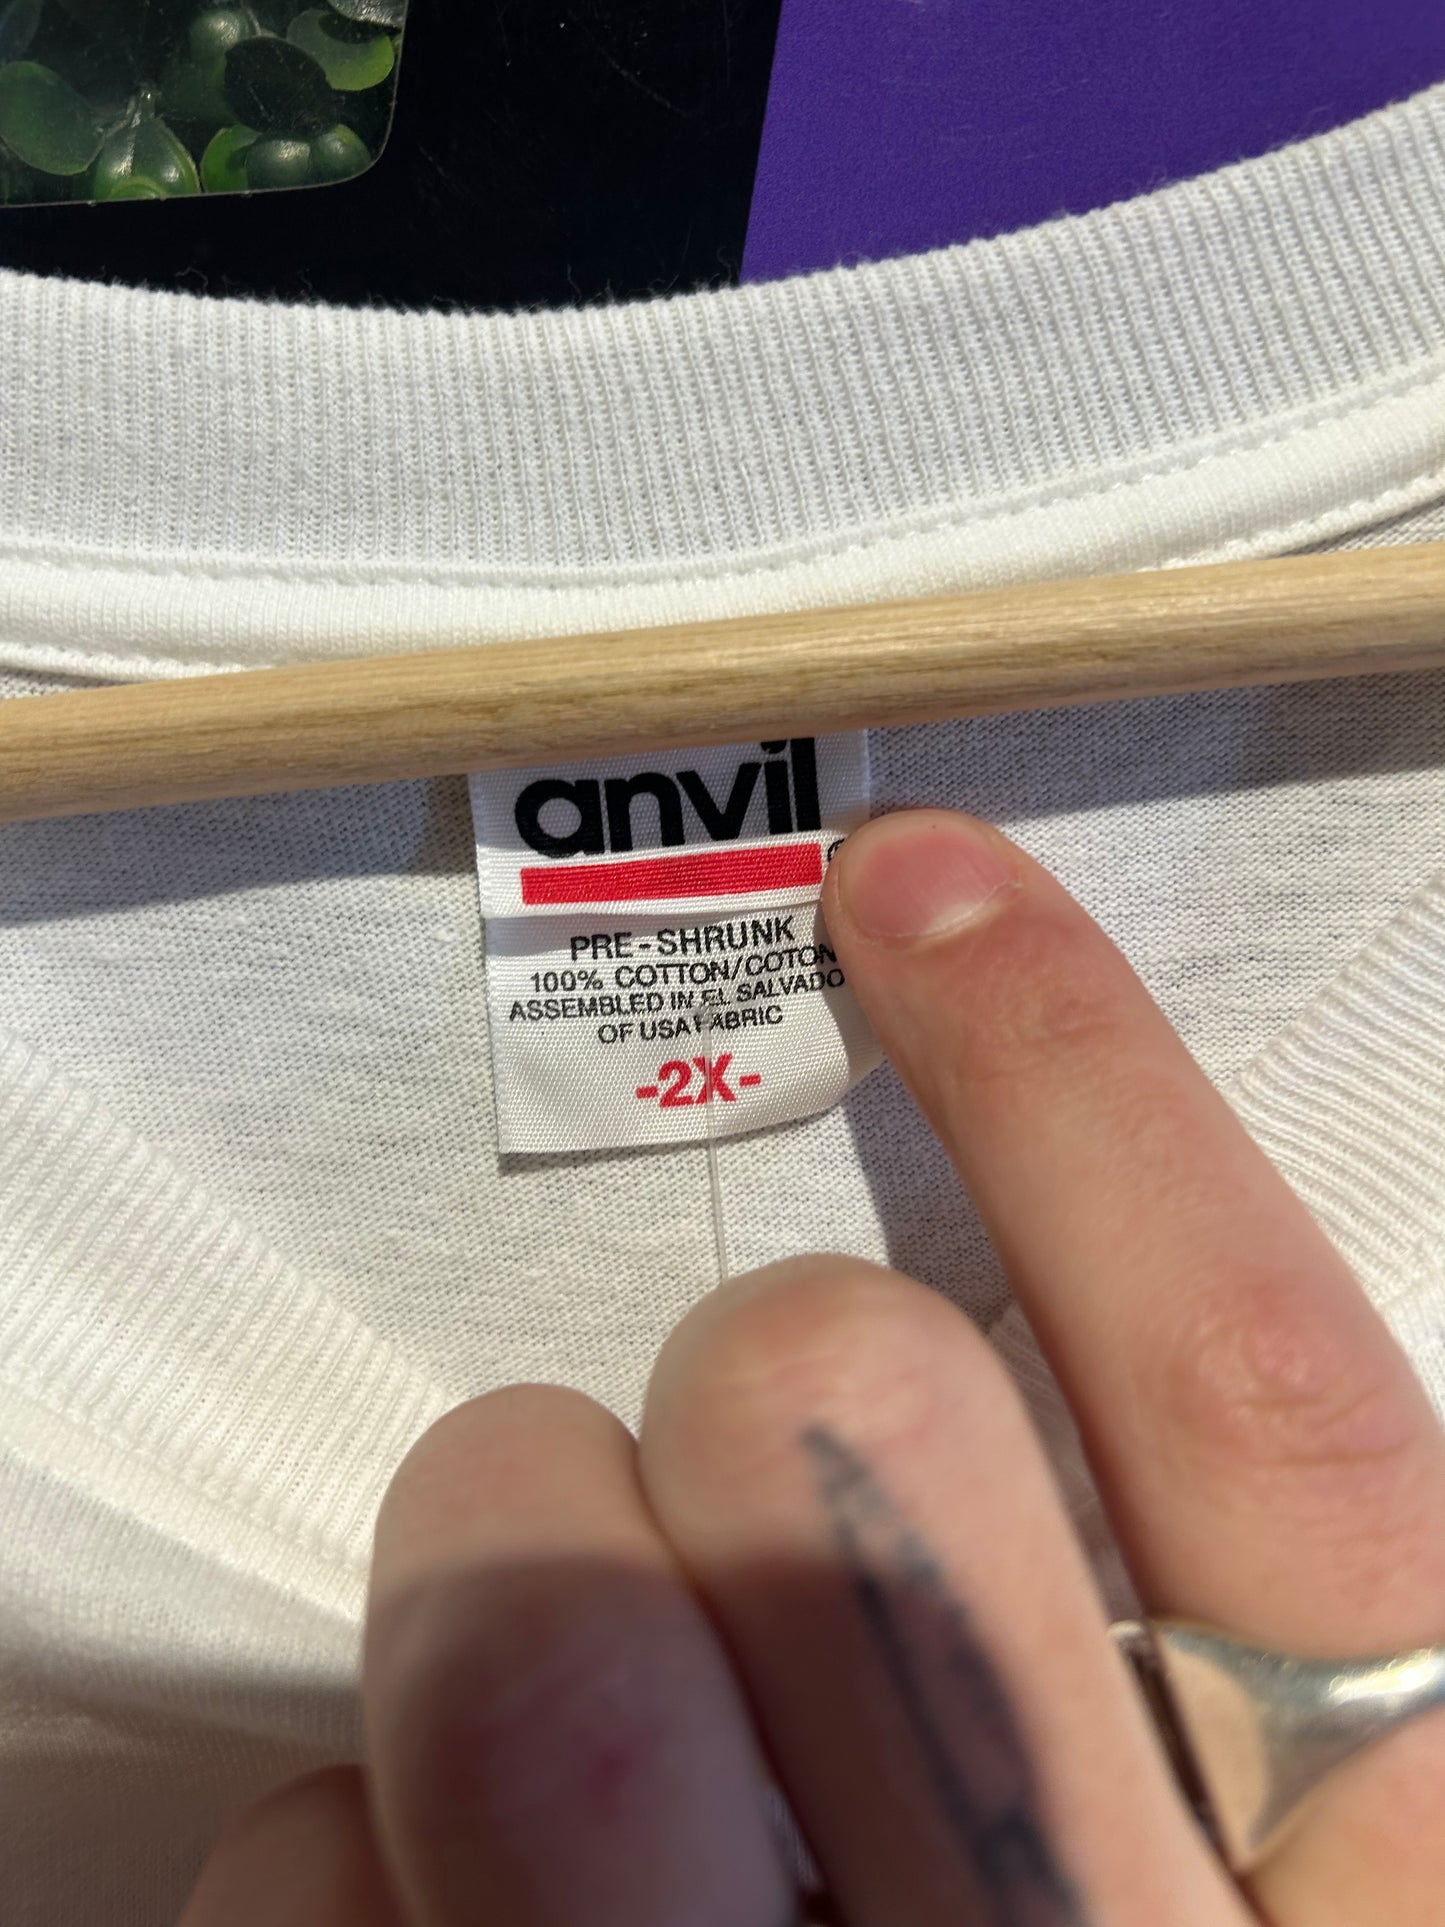 anvil
PRE-SHRUNK
100% COTTON/COTON
ASSEMBLED IN EL SALVADO
OF USA FABRIC
-2X-